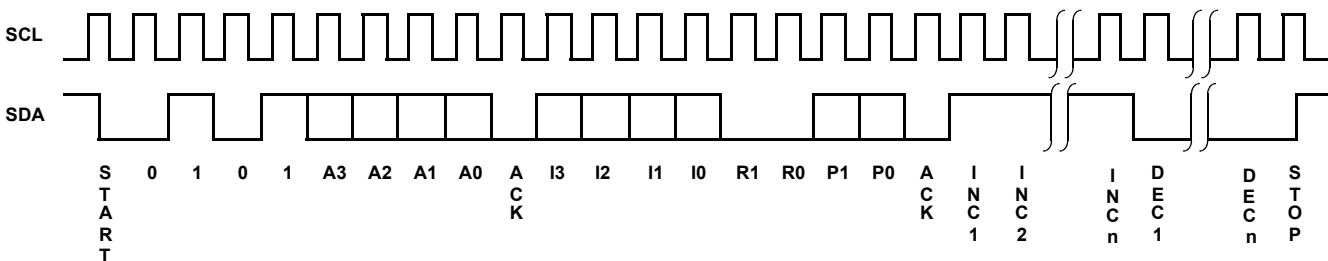 SCL
SDA
START 0 1 0 1 A3 A2 A1 A0 ACK I3 I2 I1 I0 R1 R0 P1 P0 ACK INC1 INC2 INCn DEC1 DECn STOP